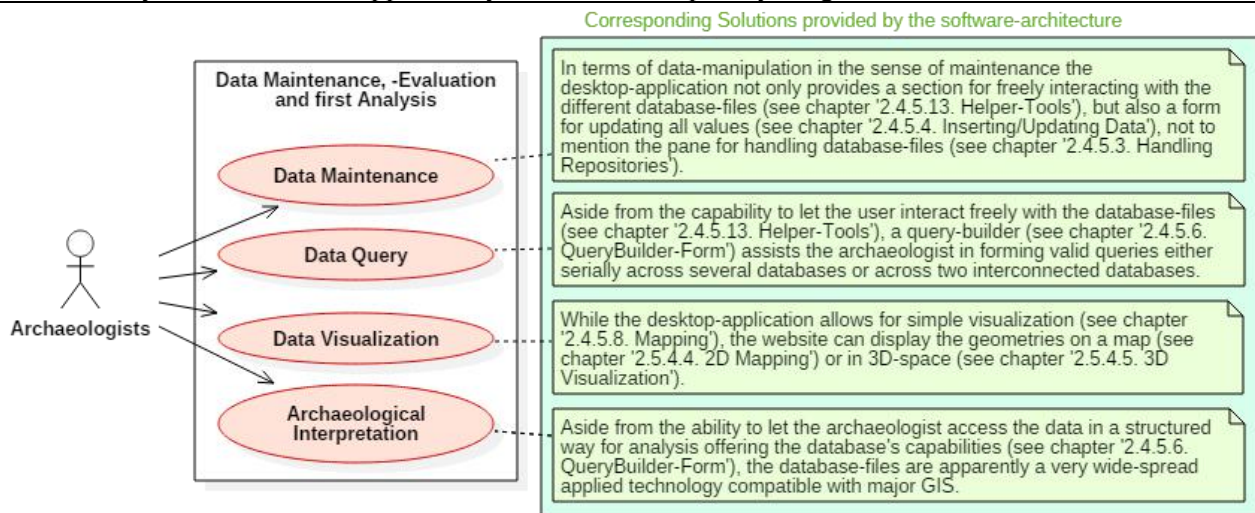 Corresponding Solutions provided by the software-architecture
Data Maintenance, -Evaluation
and first Analysis
Archaeologists
Data Maintenance
In terms of data-manipulation in the sense of maintenance the
desktop-application not only provides a section for freely interacting with the
different database-files (see chapter '2.4.5.13. Helper-Tools'), but also a form
for updating all values (see chapter '2.4.5.4. Inserting/Updating Data'), not to
mention the pane for handling database-files (see chapter '2.4.5.3. Handling
Repositories').
Data Query
Aside from the capability to let the user interact freely with the database-files
(see chapter '2.4.5.13. Helper-Tools'), a query-builder (see chapter '2.4.5.6.
QueryBuilder-Form') assists the archaeologist in forming valid queries either
serially across several databases or across two interconnected databases.
Data Visualization
While the desktop-application allows for simple visualization (see chapter
'2.4.5.8. Mapping'), the website can display the geometries on a map (see
chapter '2.5.4.4. 2D Mapping') or in 3D-space (see chapter '2.5.4.5. 3D
Visualization').
Archaeological
Interpretation
Aside from the ability to let the archaeologist access the data in a structured
way for analysis offering the database's capabilities (see chapter '2.4.5.6.
QueryBuilder-Form'), the database-files are apparently a very wide-spread
applied technology compatible with major GIS.